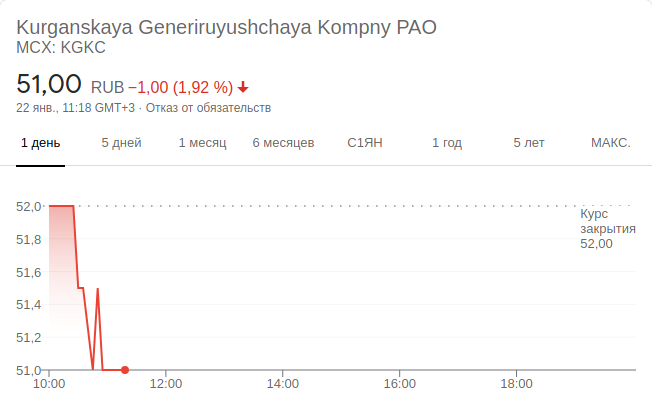 Kurganskaya Generiruyushchaya Kompny PAO
MCX: KGKC
51,00 RUB −1,00 (1,92 %)
22 янв., 11:18 GMT+3 · Отказ от обязательств
1 день 5 дней 1 месяц 6 месяцев С1ЯН 1 год 5 лет МАКС.
52,0
Курс
закрытия
52,00
51,8
51,6
51,4
51,2
51,0
10:00 12:00 14:00 16:00 18:00